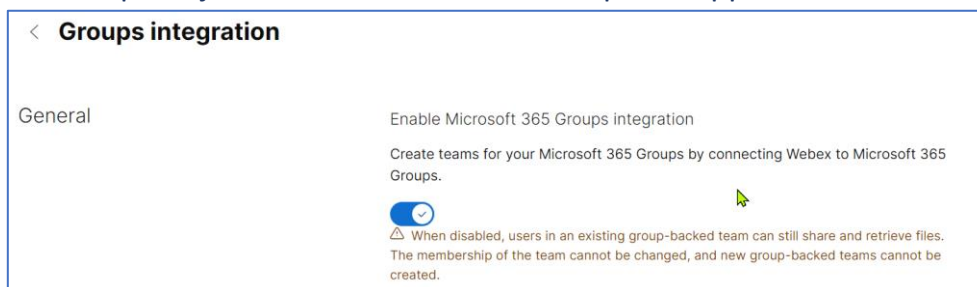 Groups integration
General
Enable Microsoft 365 Groups integration
Create teams for your Microsoft 365 Groups by connecting Webex to Microsoft 365
Groups.
When disabled, users in an existing group-backed team can still share and retrieve files.
The membership of the team cannot be changed, and new group-backed teams cannot be
created.